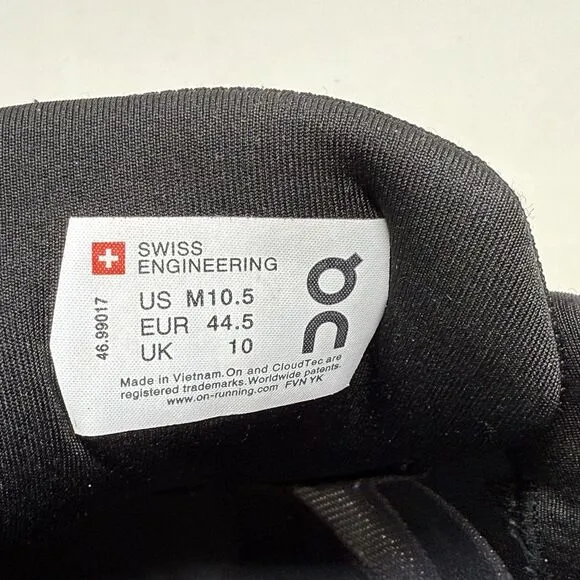 SWISS
ENGINEERING
US M10.5
EUR 44.5
UK 10
46.99017
Made in Vietnam.On and CloudTec are
registered trademarks.Worldwide patents.
www.on-running.com FVN YK